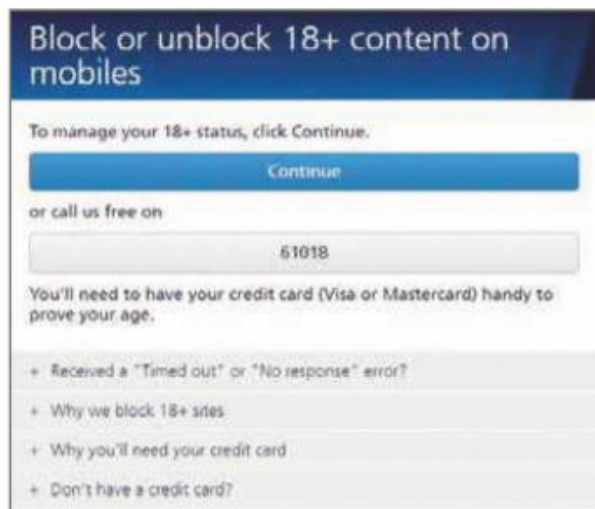 Block or unblock 18+ content on
mobiles
To manage your 18+ status, click Continue.
Continue
or call us free on
61018
You'll need to have your credit card (Visa or Mastercard) handy to
prove your age.
+ Received a "Timed out" or "No response" error?
+ Why we block 18+ sites
+ Why you'll need your credit card
+ Don't have a credit card?